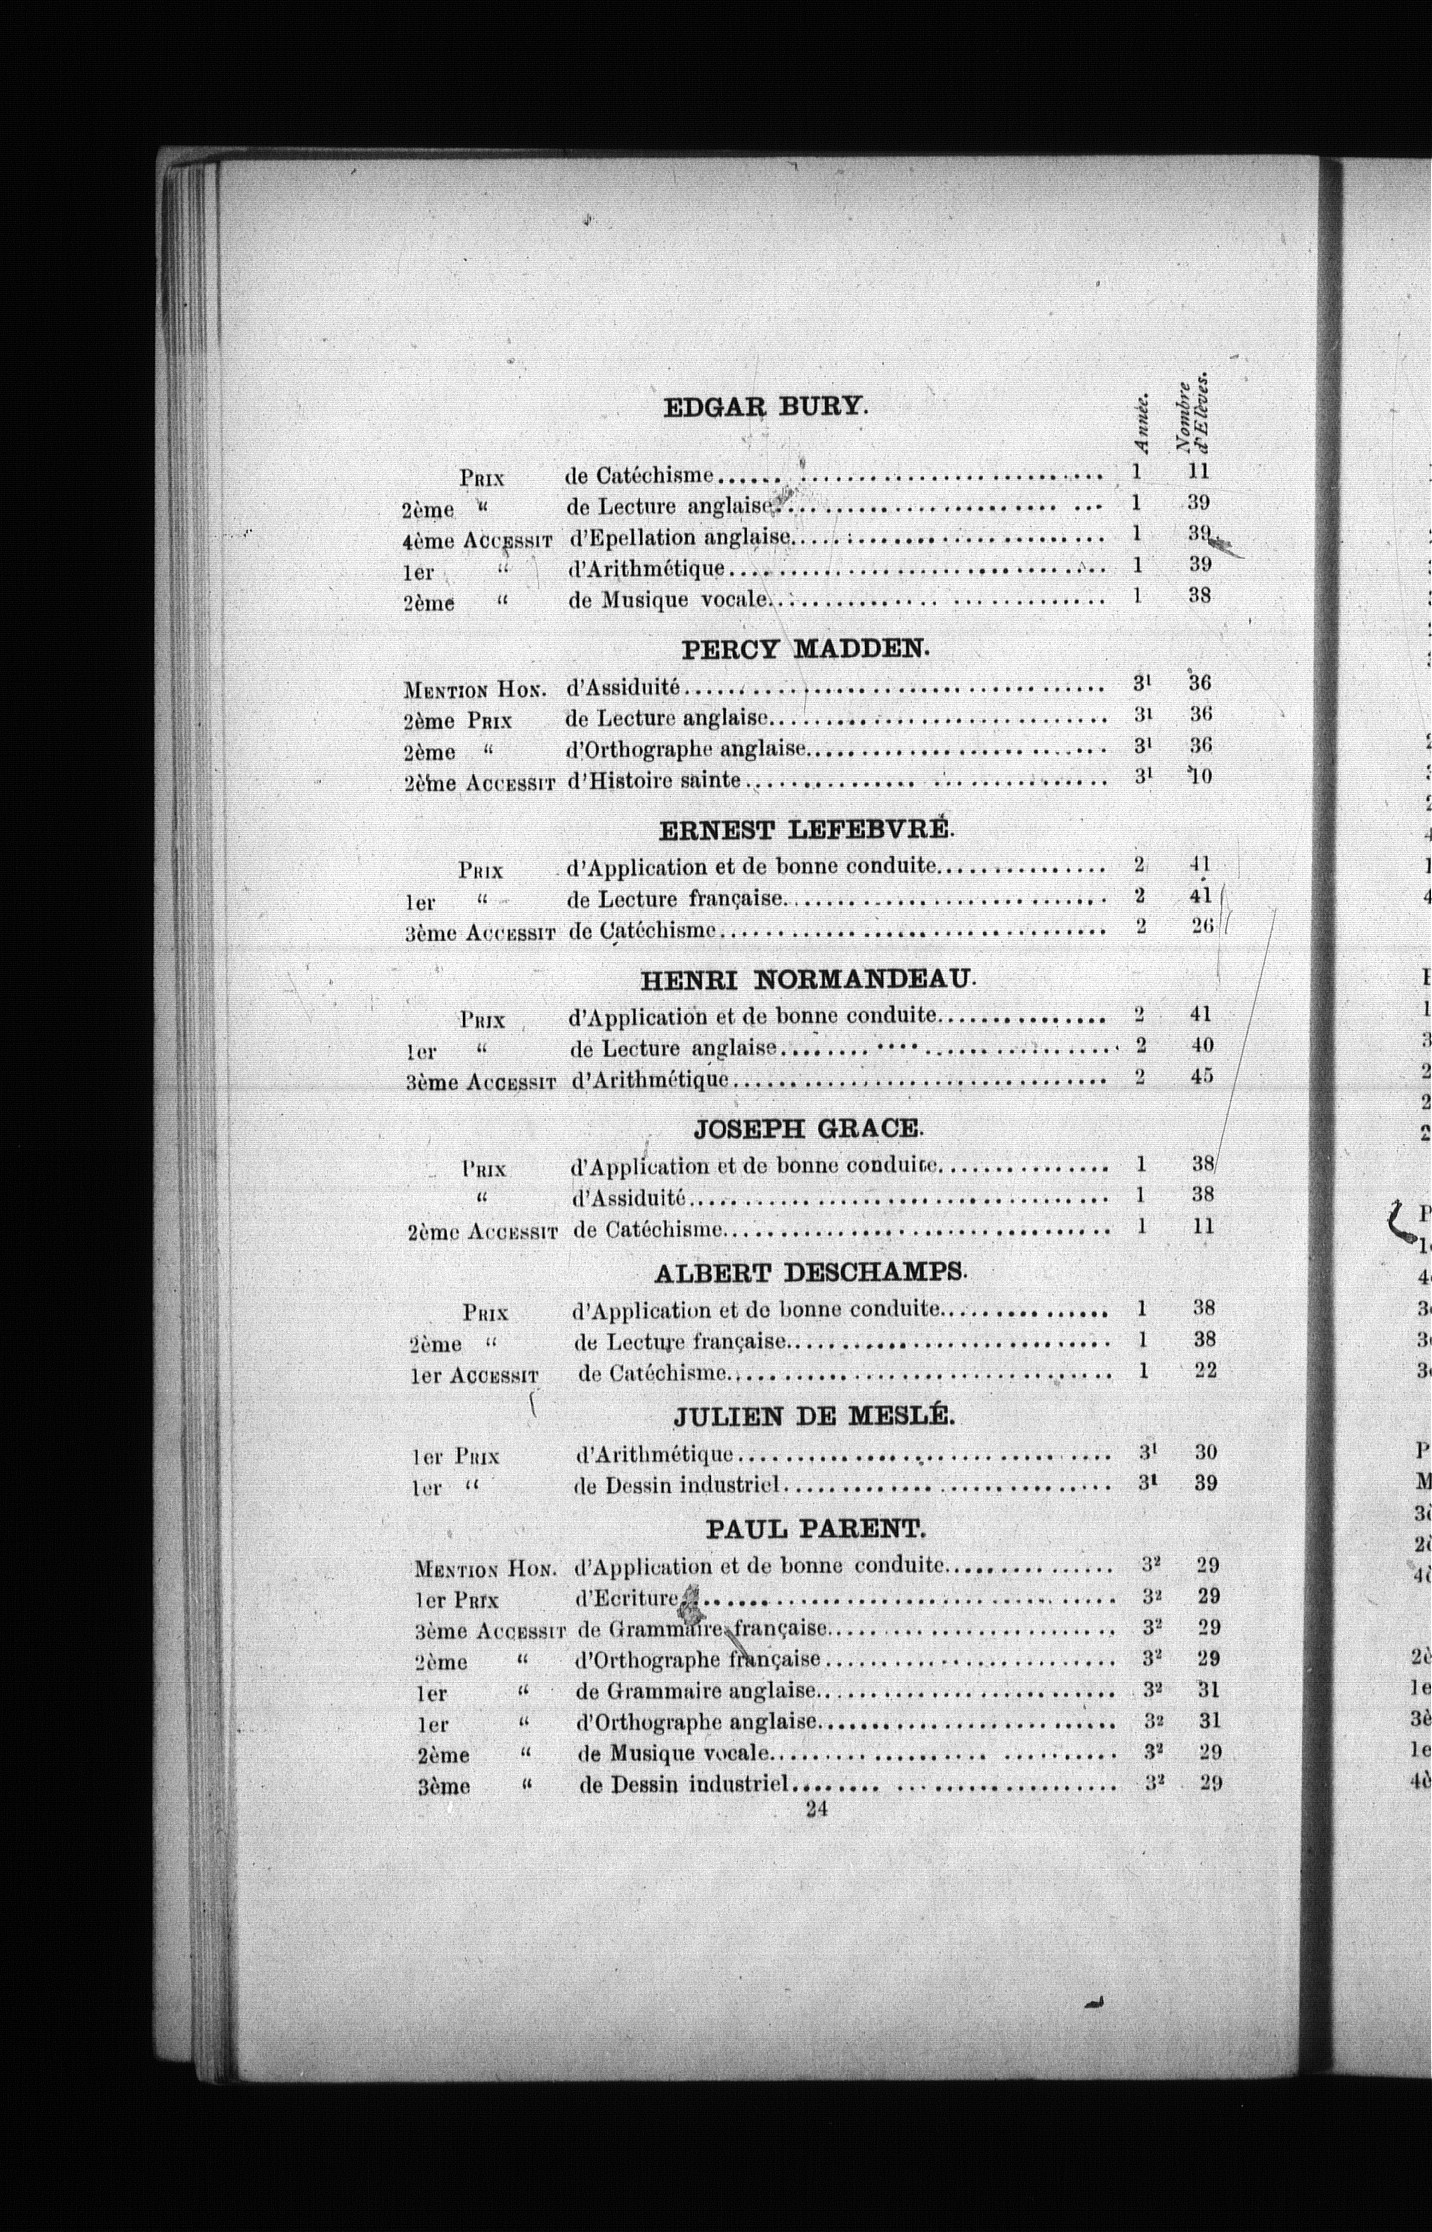 EDGAR BURY.
Année.
Nombre d'Elèves.
PRIX de Catéchisme...... ........................... 1 11
2ème “ de Lecture anglaise.... ....................... ... 1 39
4ème ACCESSIT d'Epellation anglaise............................... 1 39
1er “ d'Arithmétique.................................... 1 39
2ème “ de Musique vocale............... .............. 1 38
PERCY MADDEN.
MENTION HON. d'Assiduité........................................ 3¹ 36
2ème PRIX de Lecture anglaise................................ 3¹ 36
2ème “ d'Orthographe anglaise............................ 3¹ 36
2ème ACCESSIT d'Histoire sainte............... ................ 3¹ 10
ERNEST LEFEBVRÉ.
PRIX d'Application et de bonne conduite............... 2 41
1er “ de Lecture française.............................. 2 41
3ème ACCESSIT de Catéchisme.................................... 2 26
HENRI NORMANDEAU.
PRIX d'Application et de bonne conduite............... 2 41
1er “ de Lecture anglaise................................ 2 40
3ème ACCESSIT d'Arithmétique.................................... 2 45
JOSEPH GRACE.
PRIX d'Application et de bonne conduite............... 1 38
“ d'Assiduité........................................ 1 38
2ème ACCESSIT de Catéchisme.................................... 1 11
ALBERT DESCHAMPS.
PRIX d'Application et de bonne conduite............... 1 38
2ème “ de Lecture française.............................. 1 38
1er ACCESSIT de Catéchisme.................................... 1 22
JULIEN DE MESLÉ.
1er PRIX d'Arithmétique.................................... 3¹ 30
1er “ de Dessin industriel............................... 3¹ 39
PAUL PARENT.
MENTION HON. d'Application et de bonne conduite............... 3² 29
1er PRIX d'Ecriture........................................ 3² 29
3ème ACCESSIT de Grammaire française........................... 3² 29
2ème “ d'Orthographe française........................... 3² 29
1er “ de Grammaire anglaise............................ 3² 31
1er “ d'Orthographe anglaise............................ 3² 31
2ème “ de Musique vocale.................... .......... 3² 29
3ème “ de Dessin industriel........ .................... 3² 29
24